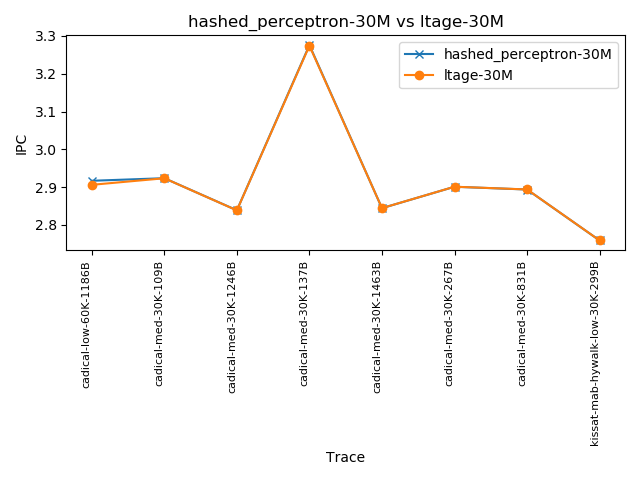 hashed_perceptron-30M vs ltage-30M
hashed_perceptron-30M
ltage-30M
IPC
3.3
3.2
3.1
3.0
2.9
2.8
cadical-low-60K-1186B
cadical-med-30K-109B
cadical-med-30K-1246B
cadical-med-30K-137B
cadical-med-30K-1463B
cadical-med-30K-267B
cadical-med-30K-831B
kissat-mab-hywalk-low-30K-299B
Trace